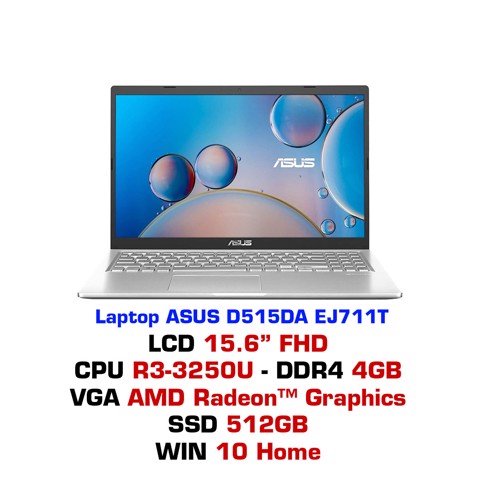 ASUS
ASUS
Laptop ASUS D515DA EJ711T
LCD 15.6” FHD
CPU R3-3250U - DDR4 4GB
VGA AMD Radeon™ Graphics
SSD 512GB
WIN 10 Home